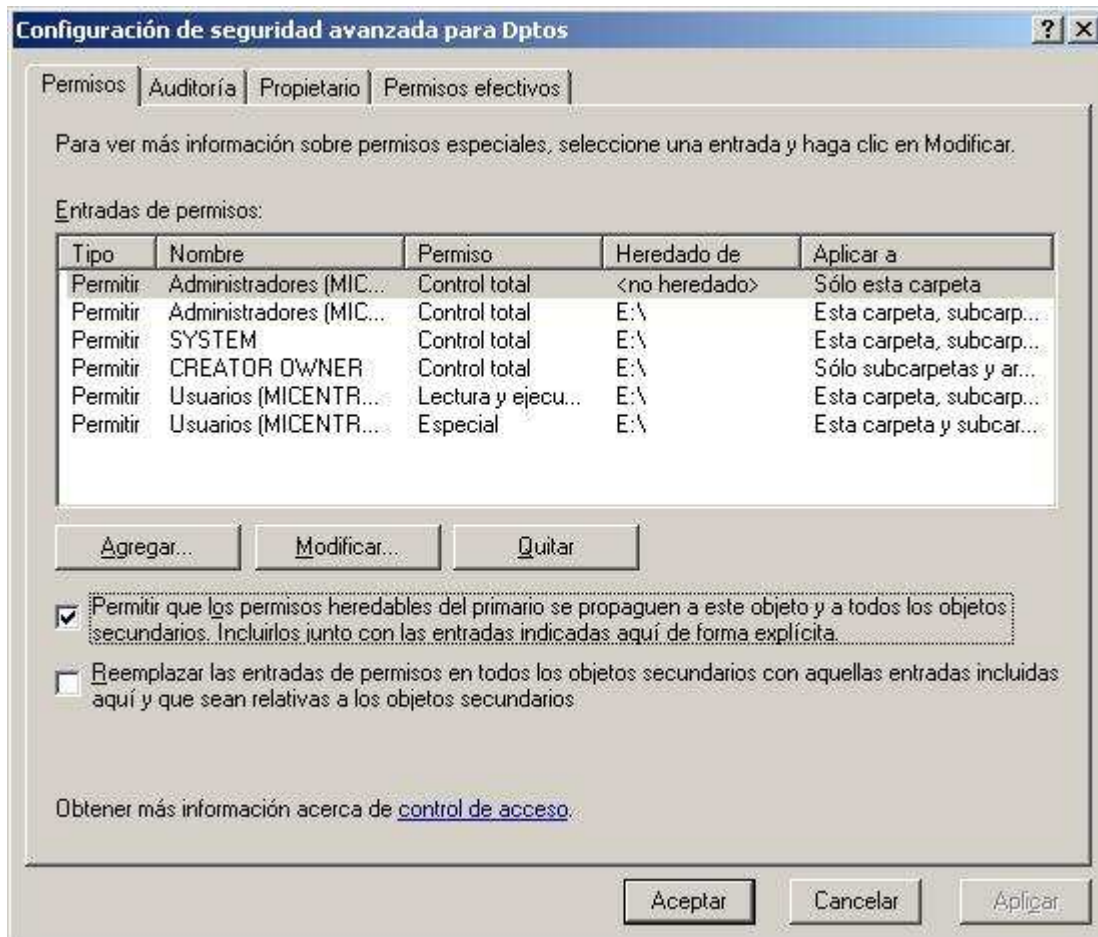 Configuración de seguridad avanzada para Dptos
Permisos Auditoría Propietario Permisos efectivos
Para ver más información sobre permisos especiales, seleccione una entrada y haga clic en Modificar.
Entradas de permisos:
Tipo Nombre Permiso Heredado de Aplicar a
Permitir Administradores (MIC... Control total <no heredado> Sólo esta carpeta
Permitir Administradores (MIC... Control total E:\ Esta carpeta, subcarp...
Permitir SYSTEM Control total E:\ Esta carpeta, subcarp...
Permitir CREATOR OWNER Control total E:\ Sólo subcarpetas y ar...
Permitir Usuarios (MICENTR... Lectura y ejecu... E:\ Esta carpeta, subcarp...
Permitir Usuarios (MICENTR... Especial E:\ Esta carpeta y subcar...
Agregar... Modificar... Quitar
Permitir que los permisos heredables del primario se propaguen a este objeto y a todos los objetos
secundarios. Incluirlos junto con las entradas indicadas aquí de forma explícita.
Reemplazar las entradas de permisos en todos los objetos secundarios con aquellas entradas incluidas
aquí y que sean relativas a los objetos secundarios
Obtener más información acerca de control de acceso.
Aceptar Cancelar Aplicar